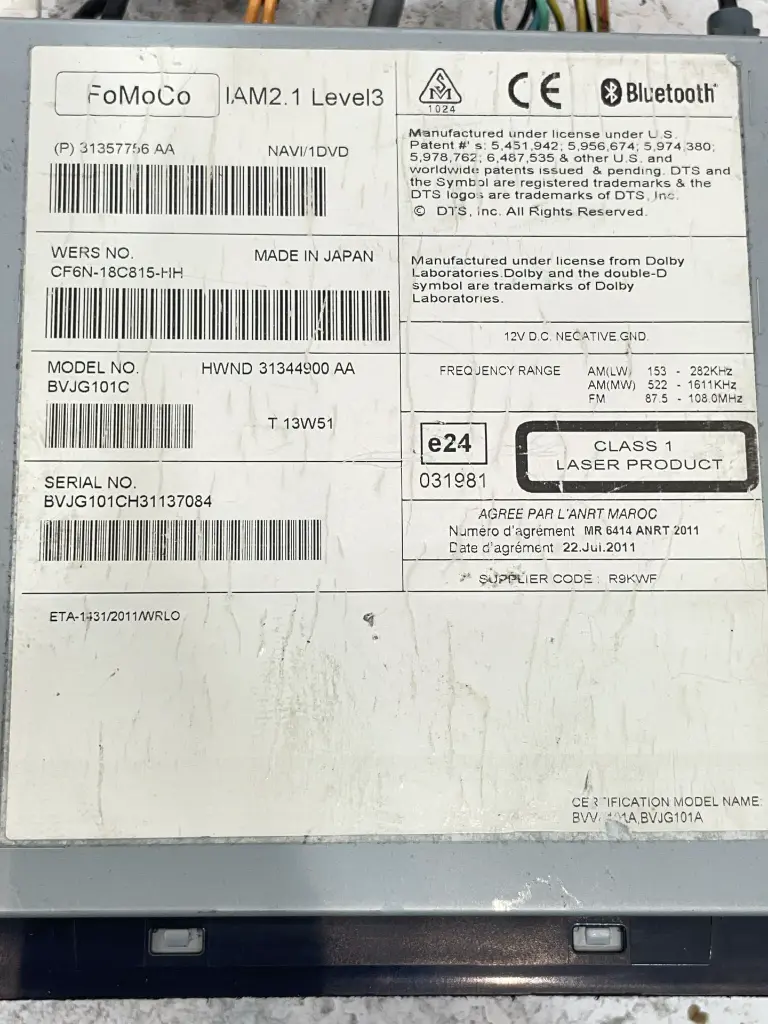 FoMoCo
IAM2.1 Level3
(P) 31357756 AA
NAVI/1DVD
WERS NO.
MADE IN JAPAN
CF6N-18C815-HH
MODEL NO.
HWND 31344900 AA
BVJG101C
T 13W51
SERIAL NO.
BVJG101CH31137084
ETA-1431/2011/WRLO
SM
1024
CE
Bluetooth
Manufactured under license under U.S.
Patent #' s: 5,451,942; 5,956,674; 5,974,380;
5,978,762; 6,487,535 & other U.S. and
worldwide patents issued & pending. DTS and
the Symbol are registered trademarks & the
DTS logos are trademarks of DTS, Inc.
© DTS, Inc. All Rights Reserved.
Manufactured under license from Dolby
Laboratories.Dolby and the double-D
symbol are trademarks of Dolby
Laboratories.
12V D.C. NEGATIVE GND.
FREQUENCY RANGE AM(LW) 153 - 282KHz
AM(MW) 522 - 1611KHz
FM 87.5 - 108.0MHz
e24
031981
CLASS 1
LASER PRODUCT
AGREE PAR L'ANRT MAROC
Numéro d'agrément MR 6414 ANRT 2011
Date d'agrément 22.Jul.2011
SUPPLIER CODE : R9KWF
CERTIFICATION MODEL NAME:
BVJG101A